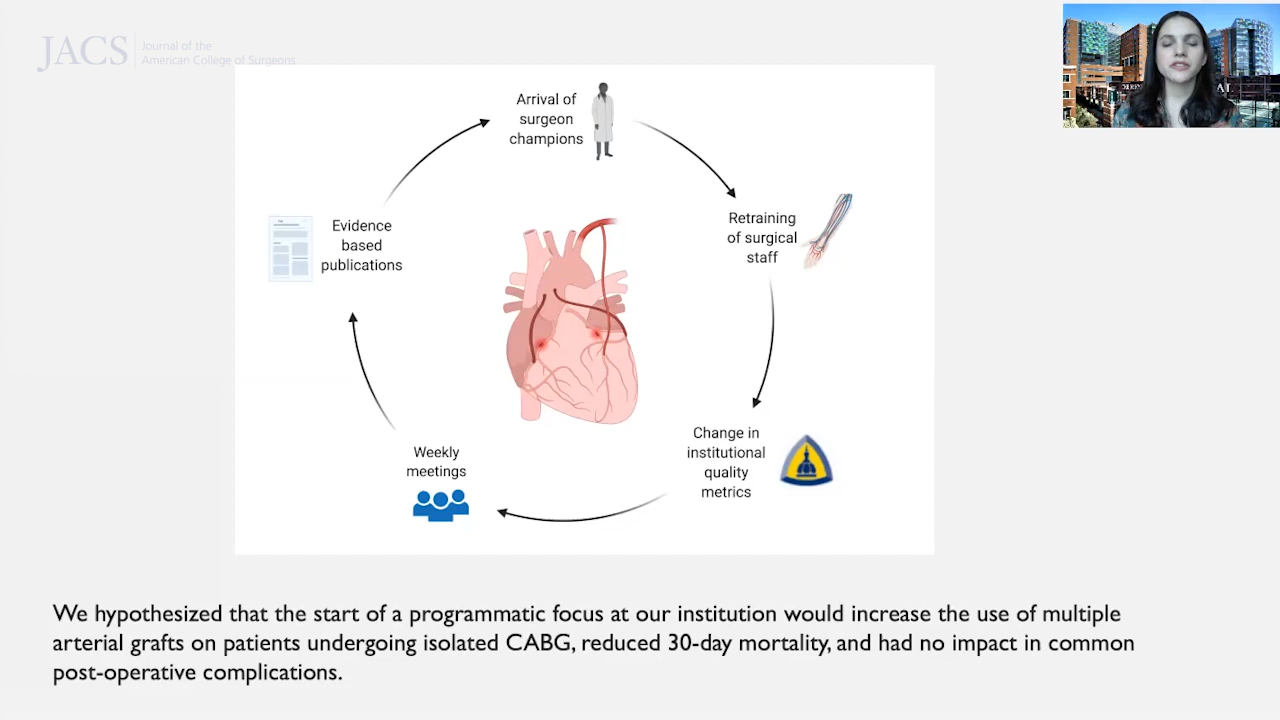 JACS
Journal of the
American College of Surgeons
Arrival of
surgeon
champions
Retraining
of surgical
staff
Evidence
based
publications
Change in
institutional
quality
metrics
Weekly
meetings
We hypothesized that the start of a programmatic focus at our institution would increase the use of multiple
arterial grafts on patients undergoing isolated CABG, reduced 30-day mortality, and had no impact in common
post-operative complications.